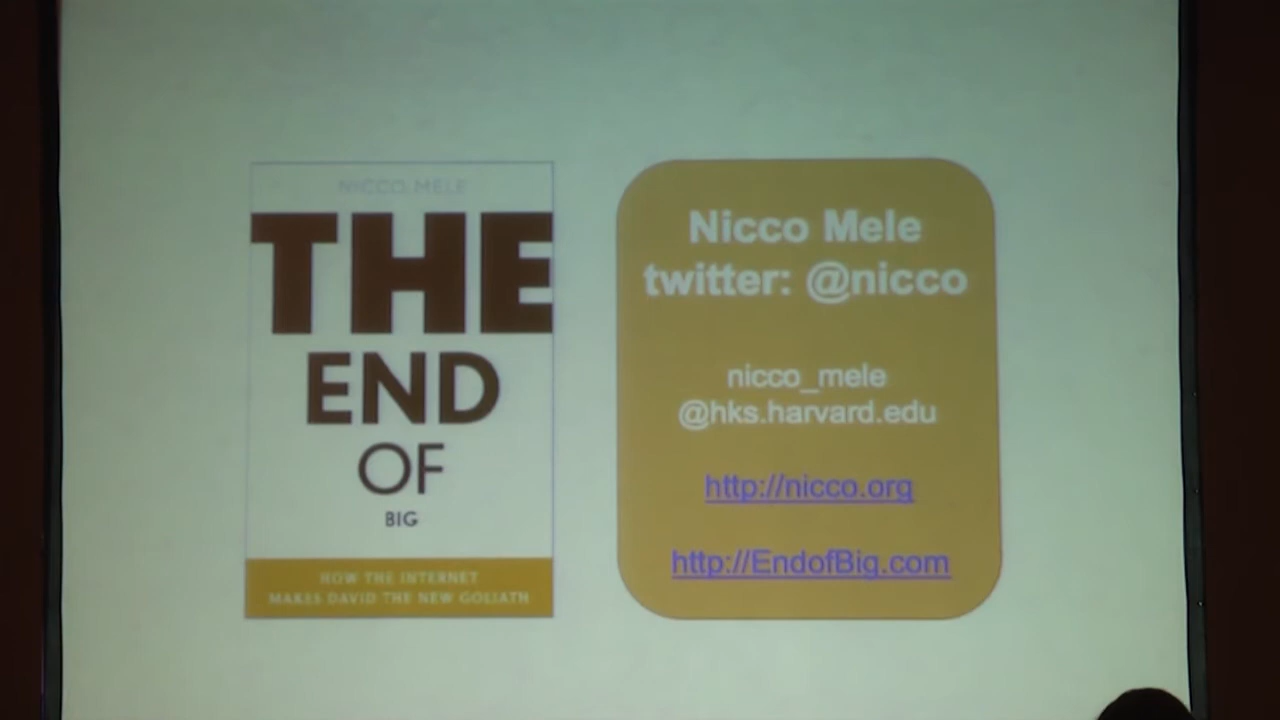 NICCO MELE
THE
END
OF
BIG
HOW THE INTERNET
MAKES DAVID THE NEW GOLIATH
Nicco Mele
twitter: @nicco
nicco_mele
@hks.harvard.edu
http://nicco.org
http://EndofBig.com